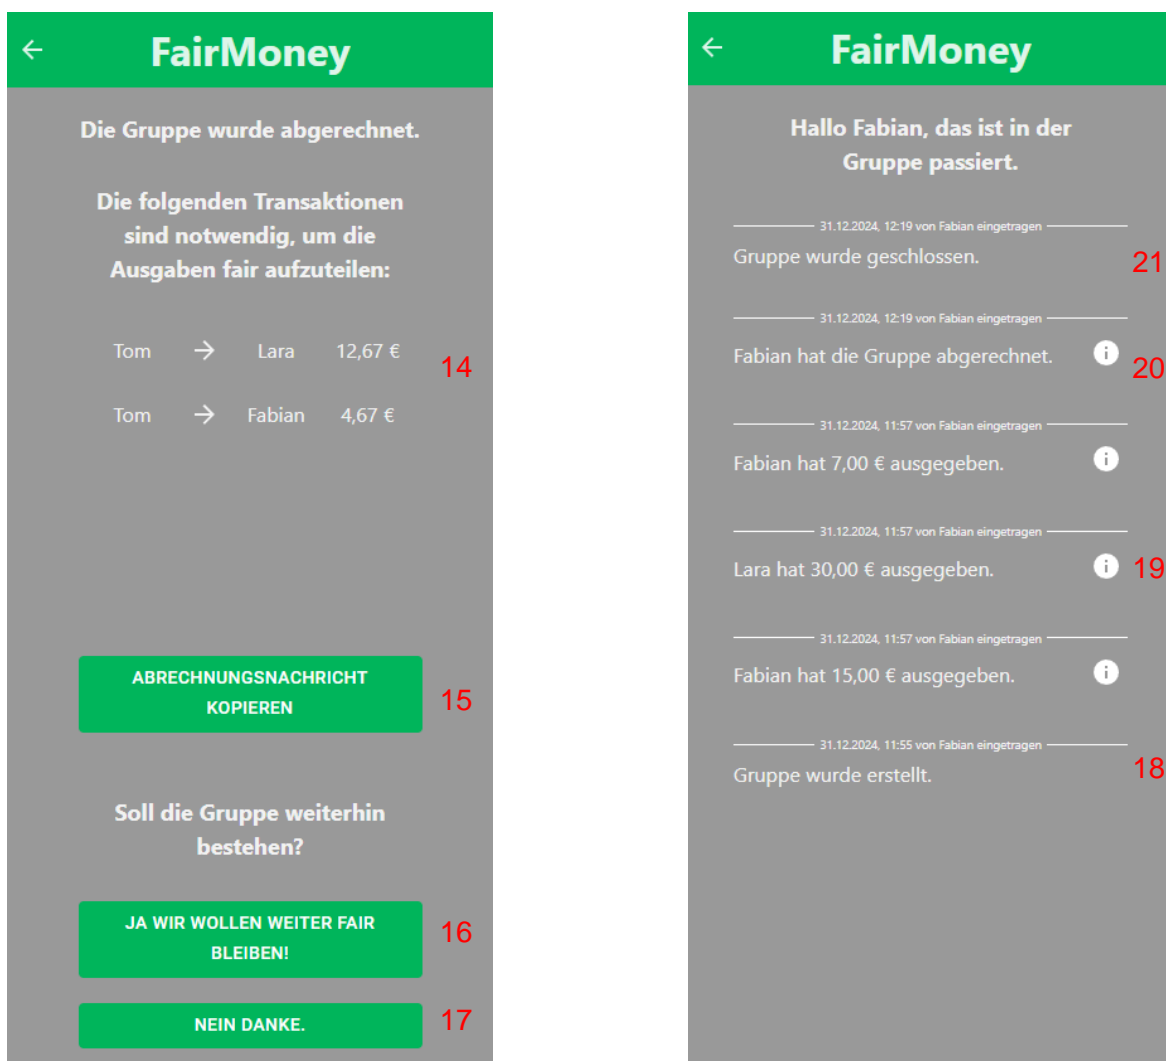 FairMoney
Die Gruppe wurde abgerechnet.
Die folgenden Transaktionen
sind notwendig, um die
Ausgaben fair aufzuteilen:
Tom → Lara 12,67 € 14
Tom → Fabian 4,67 €
ABRECHNUNGSNACHRICHT
KOPIEREN
15
Soll die Gruppe weiterhin
bestehen?
JA WIR WOLLEN WEITER FAIR
BLEIBEN!
16
NEIN DANKE. 17
FairMoney
Hallo Fabian, das ist in der
Gruppe passiert.
31.12.2024, 12:19 von Fabian eingetragen
Gruppe wurde geschlossen. 21
31.12.2024, 12:19 von Fabian eingetragen
Fabian hat die Gruppe abgerechnet. i 20
31.12.2024, 11:57 von Fabian eingetragen
Fabian hat 7,00 € ausgegeben. i
31.12.2024, 11:57 von Fabian eingetragen
Lara hat 30,00 € ausgegeben. i 19
31.12.2024, 11:57 von Fabian eingetragen
Fabian hat 15,00 € ausgegeben. i
31.12.2024, 11:55 von Fabian eingetragen
Gruppe wurde erstellt. 18